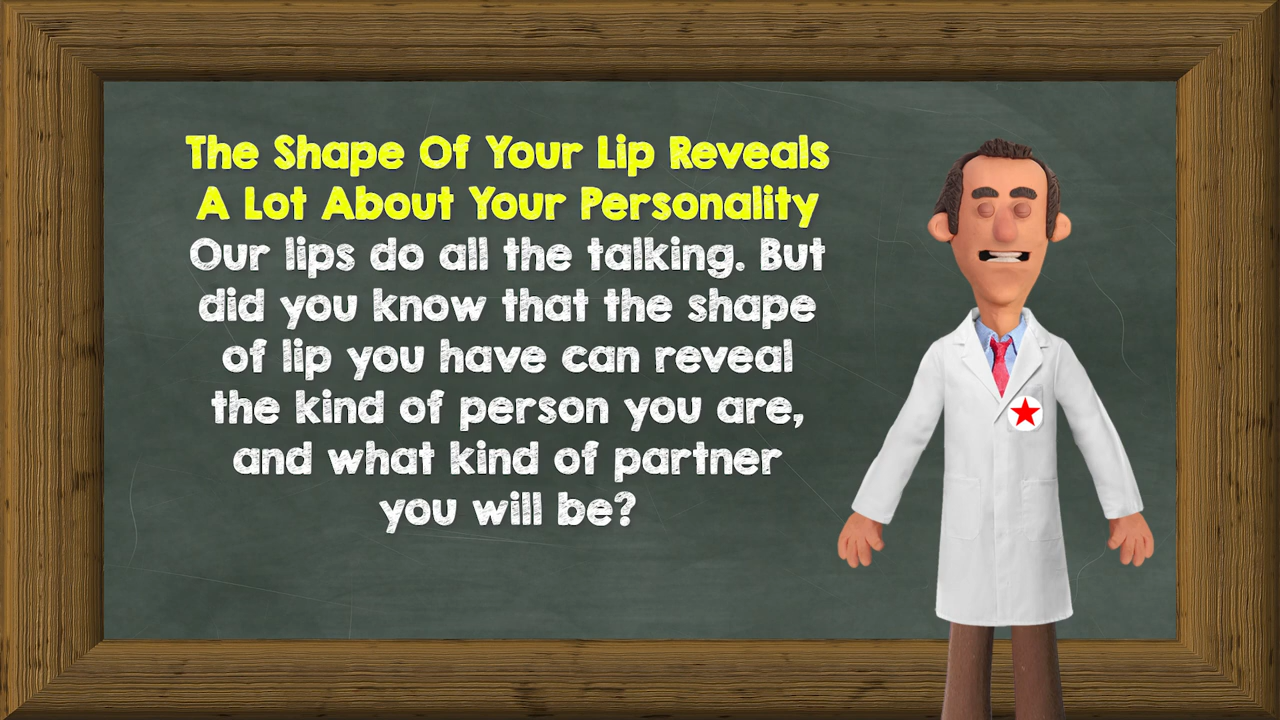 The Shape Of Your Lip Reveals
A Lot About Your Personality
Our lips do all the talking. But
did you know that the shape
of lip you have can reveal
the kind of person you are,
and what kind of partner
you will be?